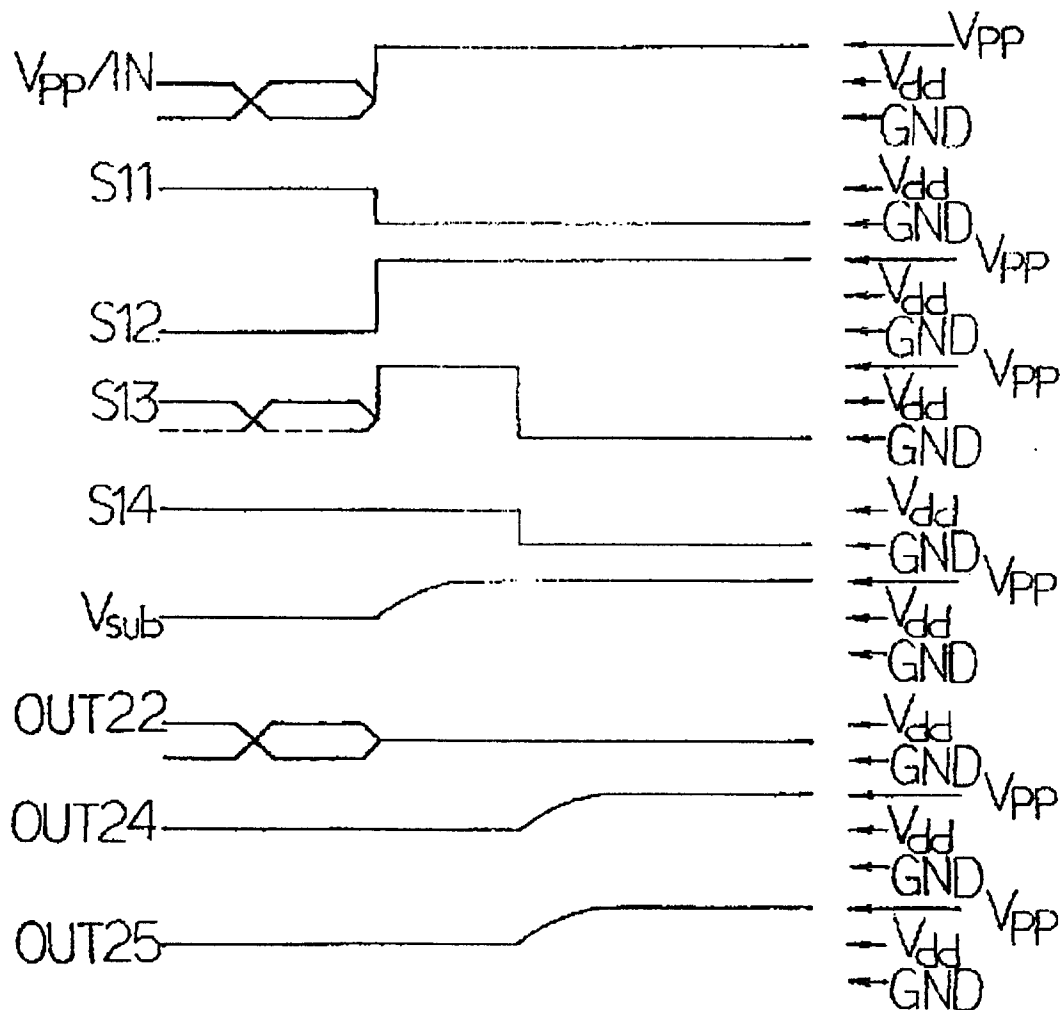 VPP/IN
VPP
Vdd
GND
S11
Vdd
GND
S12
VPP
Vdd
GND
S13
VPP
Vdd
GND
S14
Vdd
GND
Vsub
VPP
Vdd
GND
OUT22
Vdd
GND
OUT24
VPP
Vdd
GND
OUT25
VPP
Vdd
GND